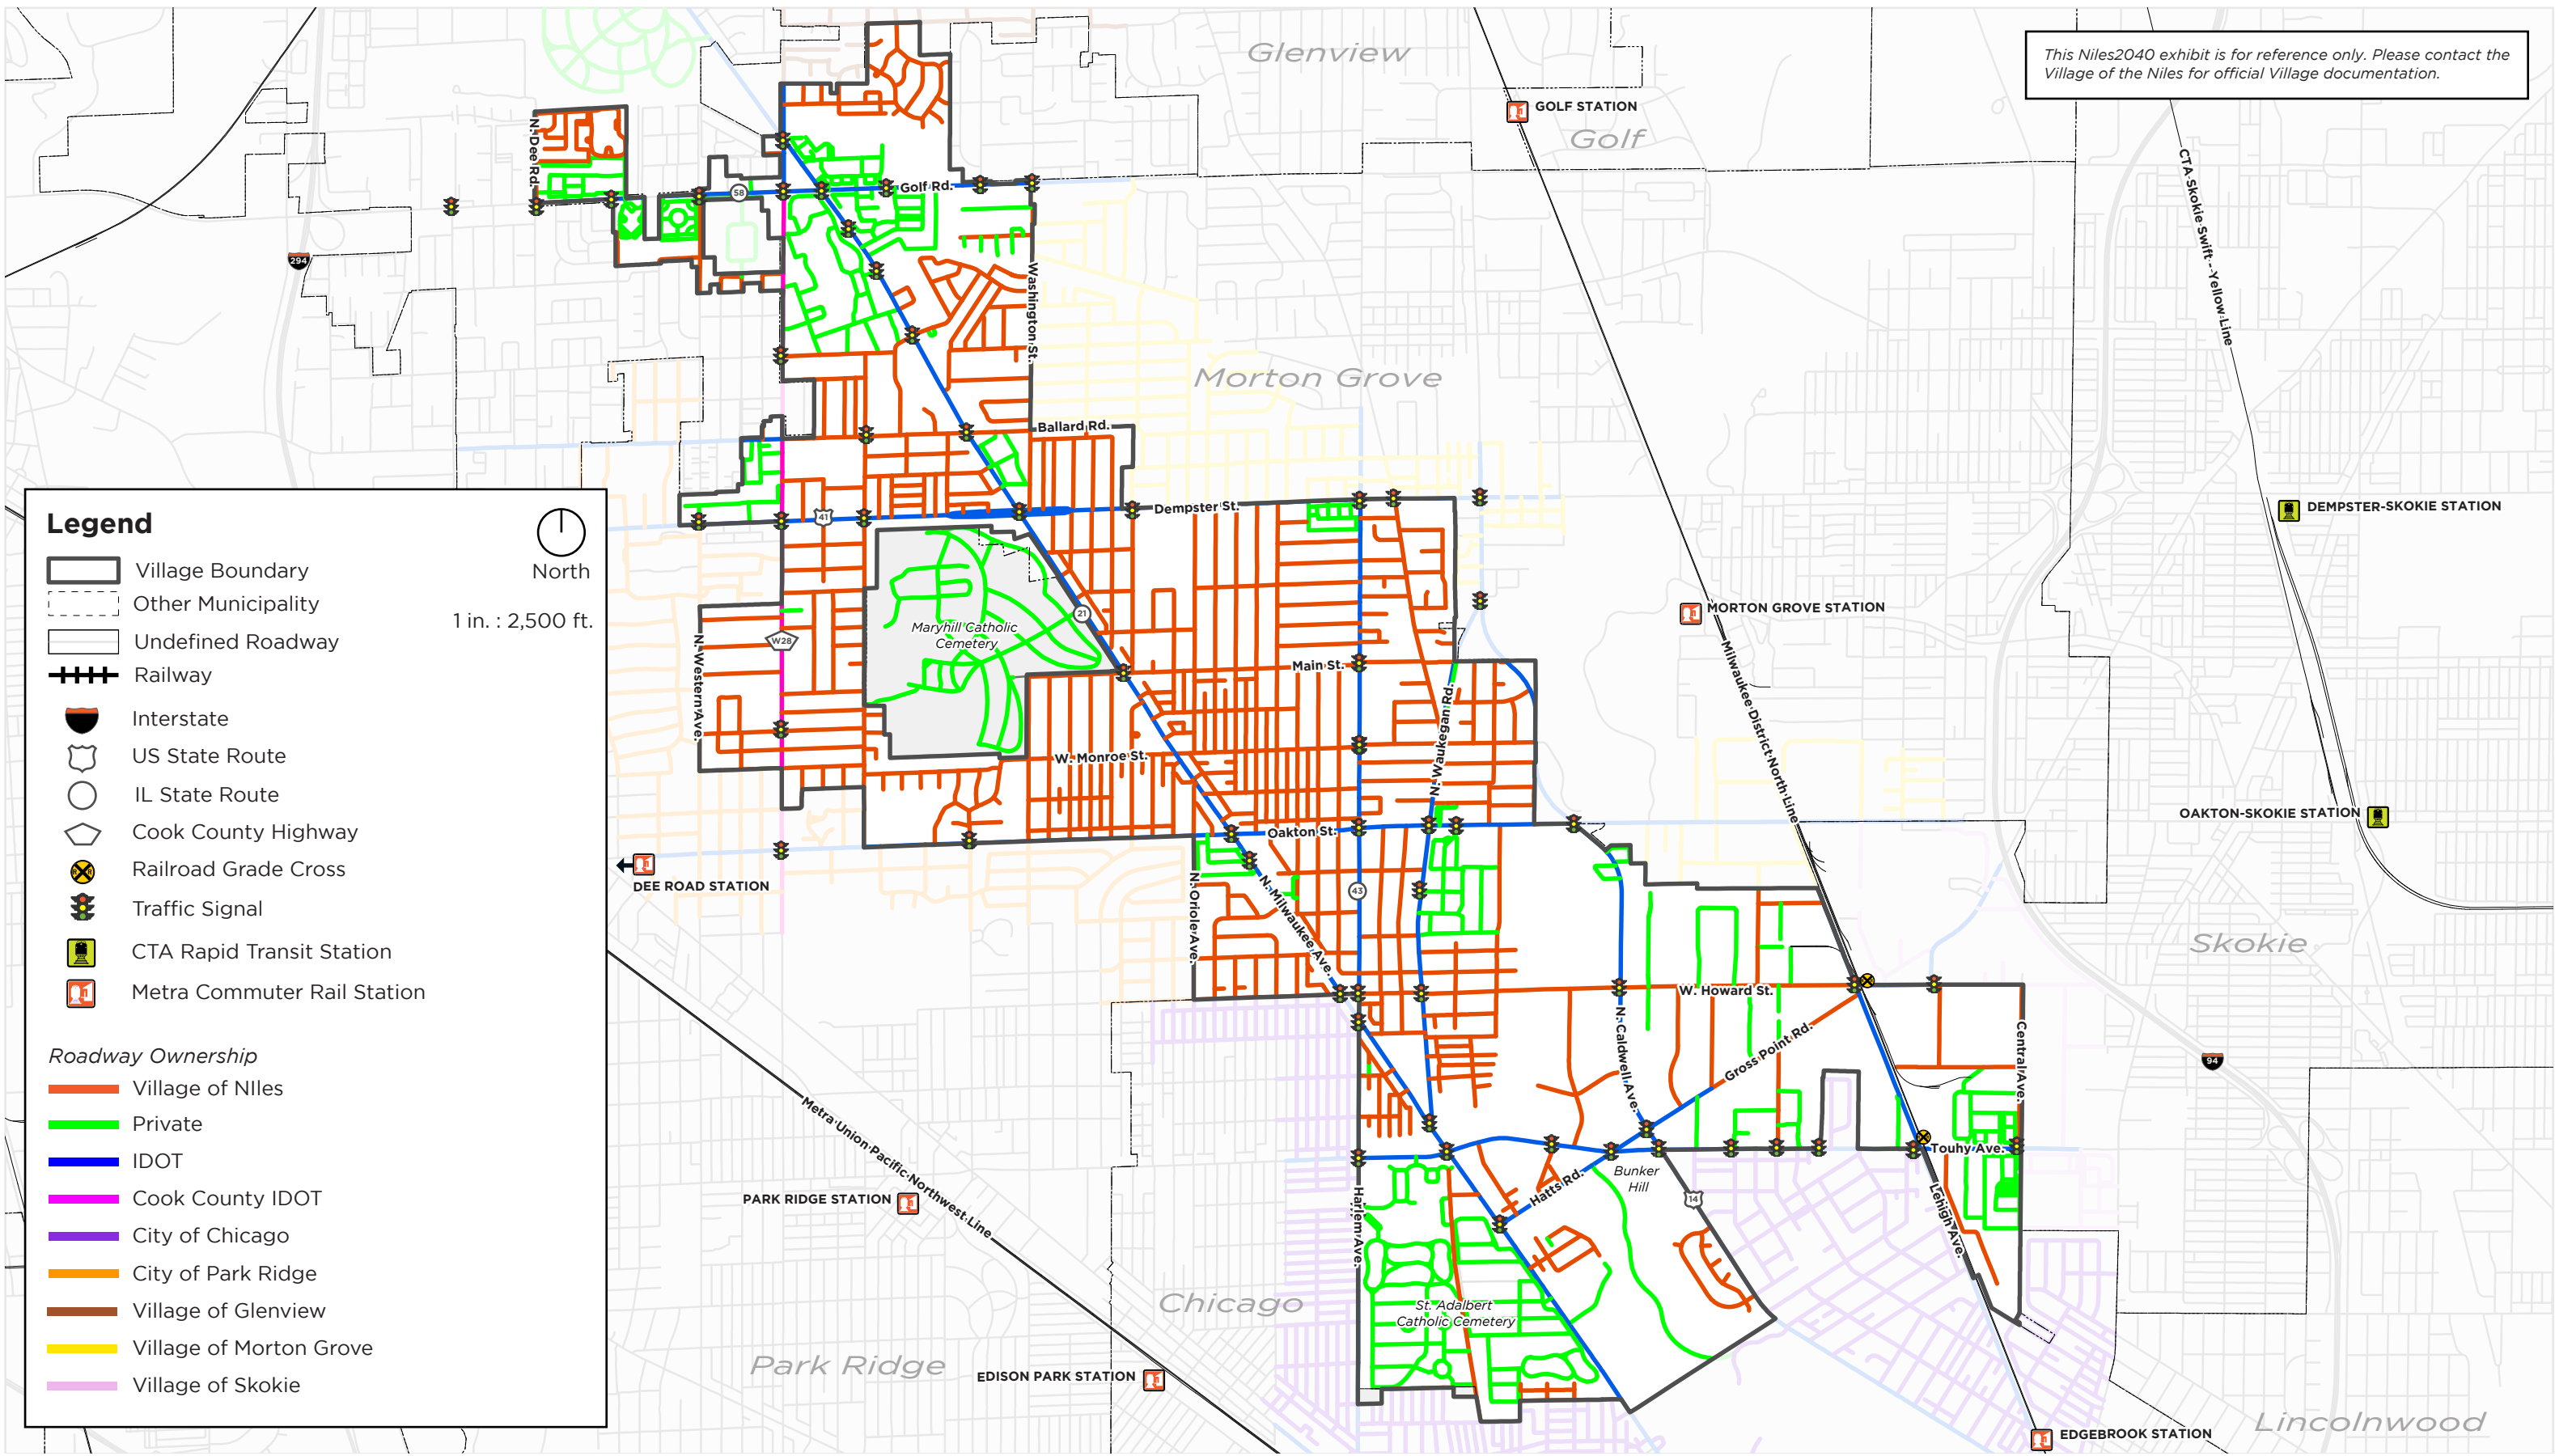 Glenview
This Niles2040 exhibit is for reference only. Please contact the
Village of the Niles for official Village documentation.
GOLF STATION
Golf
N. Dee Rd.
58
Golf Rd.
CTA Skokie Swift - Yellow Line
294
Washington St.
Morton Grove
Ballard Rd.
41
Dempster St.
DEMPSTER-SKOKIE STATION
Legend
North
1 in. : 2,500 ft.
Village Boundary
Other Municipality
Undefined Roadway
Railway
Interstate
US State Route
IL State Route
Cook County Highway
Railroad Grade Cross
Traffic Signal
CTA Rapid Transit Station
Metra Commuter Rail Station
Roadway Ownership
Village of NIles
Private
IDOT
Cook County IDOT
City of Chicago
City of Park Ridge
Village of Glenview
Village of Morton Grove
Village of Skokie
21
MORTON GROVE STATION
Maryhill Catholic
Cemetery
W28
N. Western Ave.
Main St.
Milwaukee District North Line
N. Waukegan Rd.
W. Monroe St.
Oakton St.
OAKTON-SKOKIE STATION
DEE ROAD STATION
N. Oriole Ave.
N. Milwaukee Ave.
43
Skokie
W. Howard St.
N. Caldwell Ave.
Gross Point Rd.
Central Ave.
94
Metra Union Pacific Northwest Line
Touhy Ave.
Bunker
Hill
Hatts Rd.
14
PARK RIDGE STATION
Harlem Ave.
Lehigh Ave.
Chicago
St. Adalbert
Catholic Cemetery
Park Ridge
EDISON PARK STATION
Lincolnwood
EDGEBROOK STATION